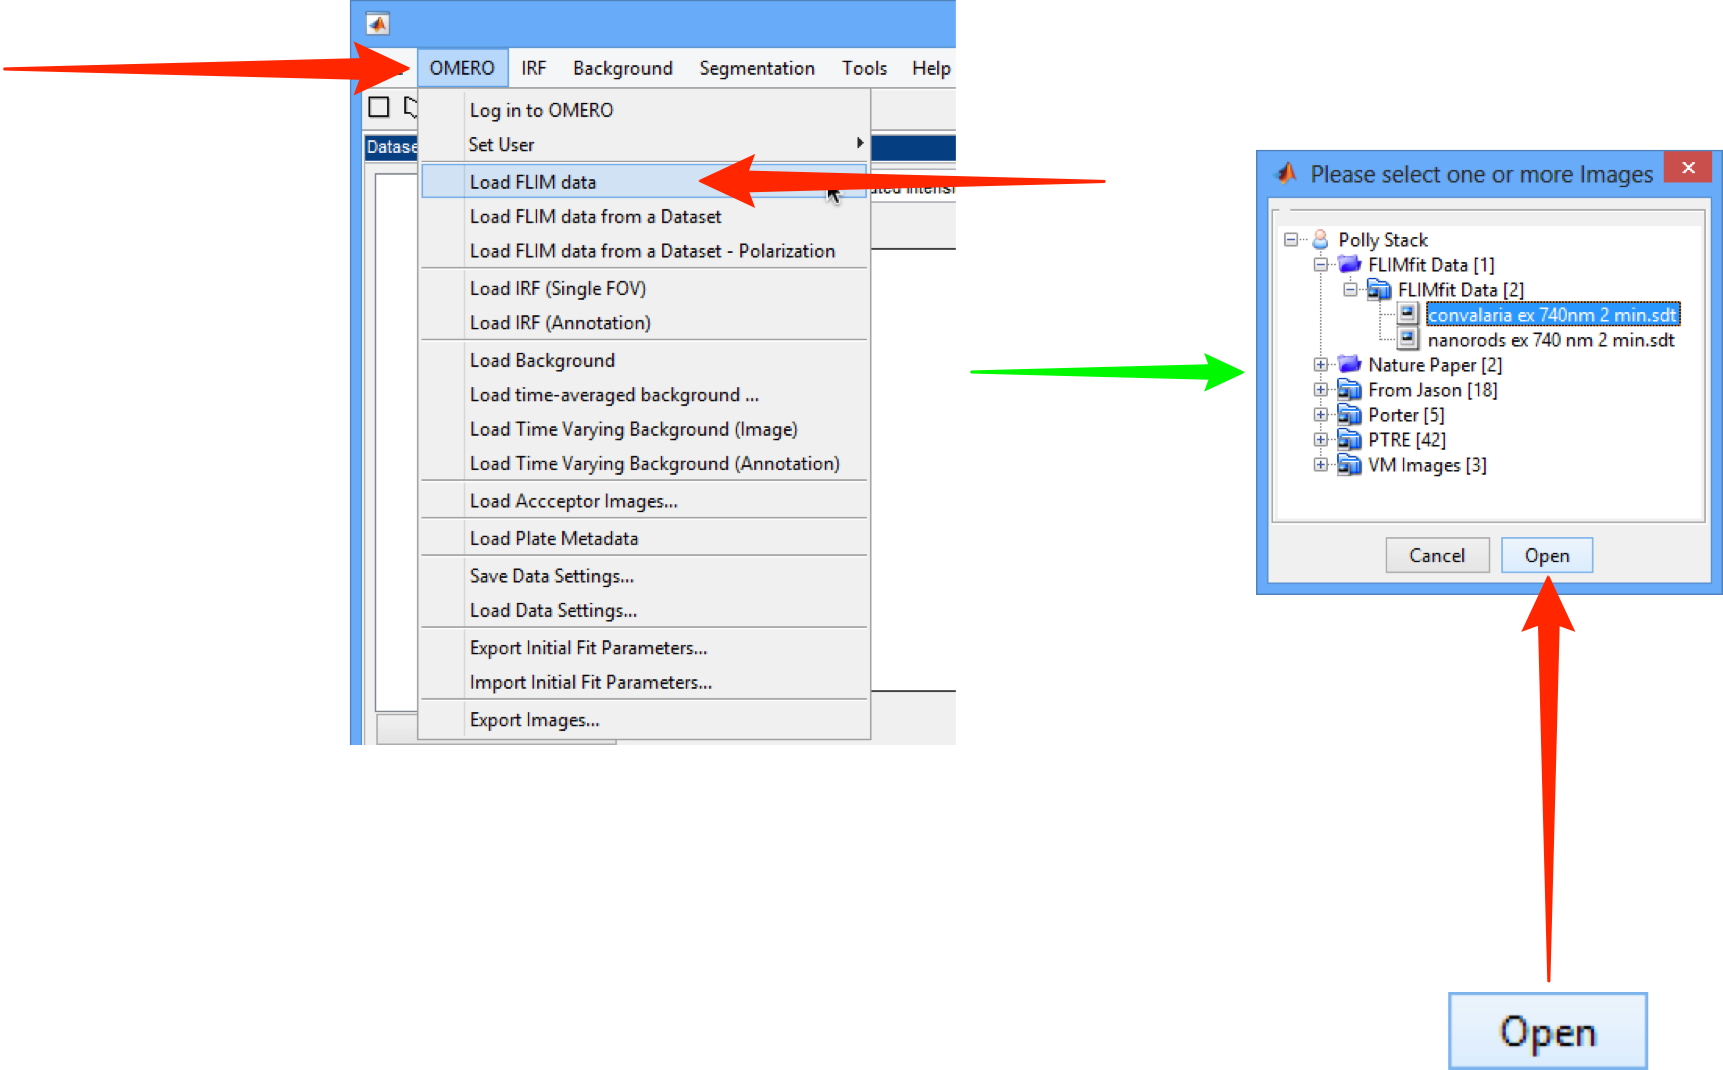 OMERO IRF Background Segmentation Tools Help
Log in to OMERO
Set User
Load FLIM data
Load FLIM data from a Dataset
Load FLIM data from a Dataset - Polarization
Load IRF (Single FOV)
Load IRF (Annotation)
Load Background
Load time-averaged background ...
Load Time Varying Background (Image)
Load Time Varying Background (Annotation)
Load Accceptor Images...
Load Plate Metadata
Save Data Settings...
Load Data Settings...
Export Initial Fit Parameters...
Import Initial Fit Parameters...
Export Images...
Please select one or more Images
Polly Stack
FLIMfit Data [1]
FLIMfit Data [2]
convalaria ex 740nm 2 min.sdt
nanorods ex 740 nm 2 min.sdt
Nature Paper [2]
From Jason [18]
Porter [5]
PTRE [42]
VM Images [3]
Cancel Open
Open